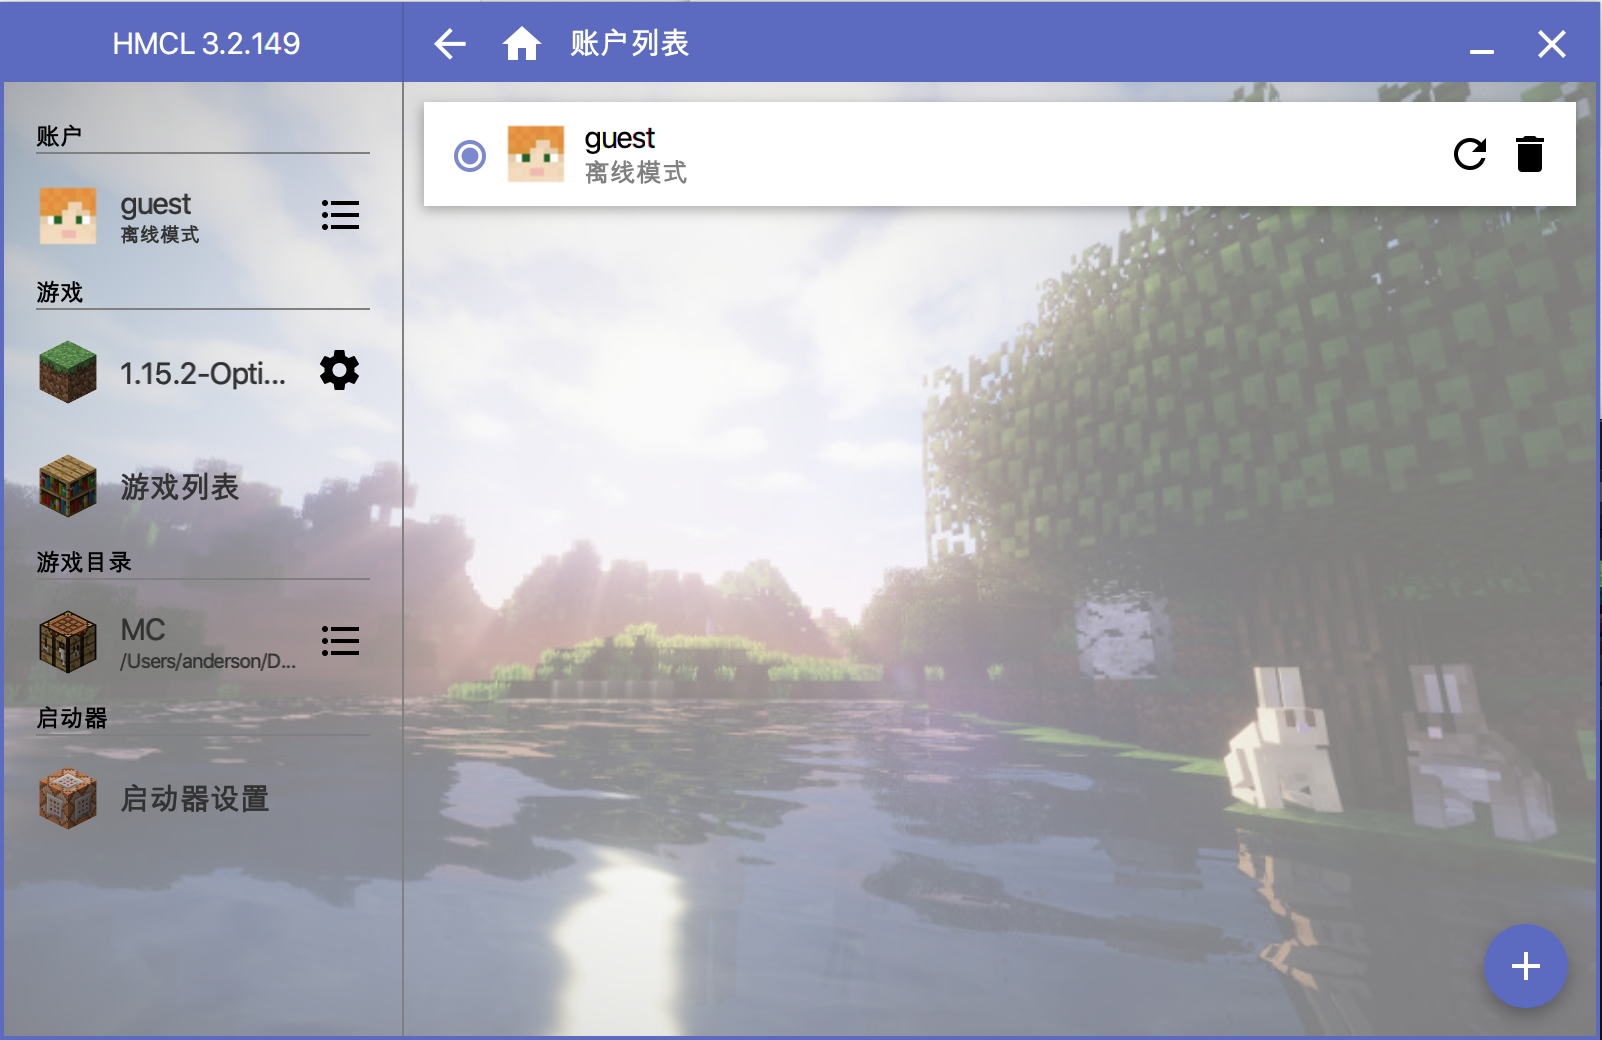 HMCL 3.2.149
账户列表
账户
guest
离线模式
游戏
1.15.2-Opti...
游戏列表
游戏目录
MC
/Users/anderson/D...
启动器
启动器设置
guest
离线模式